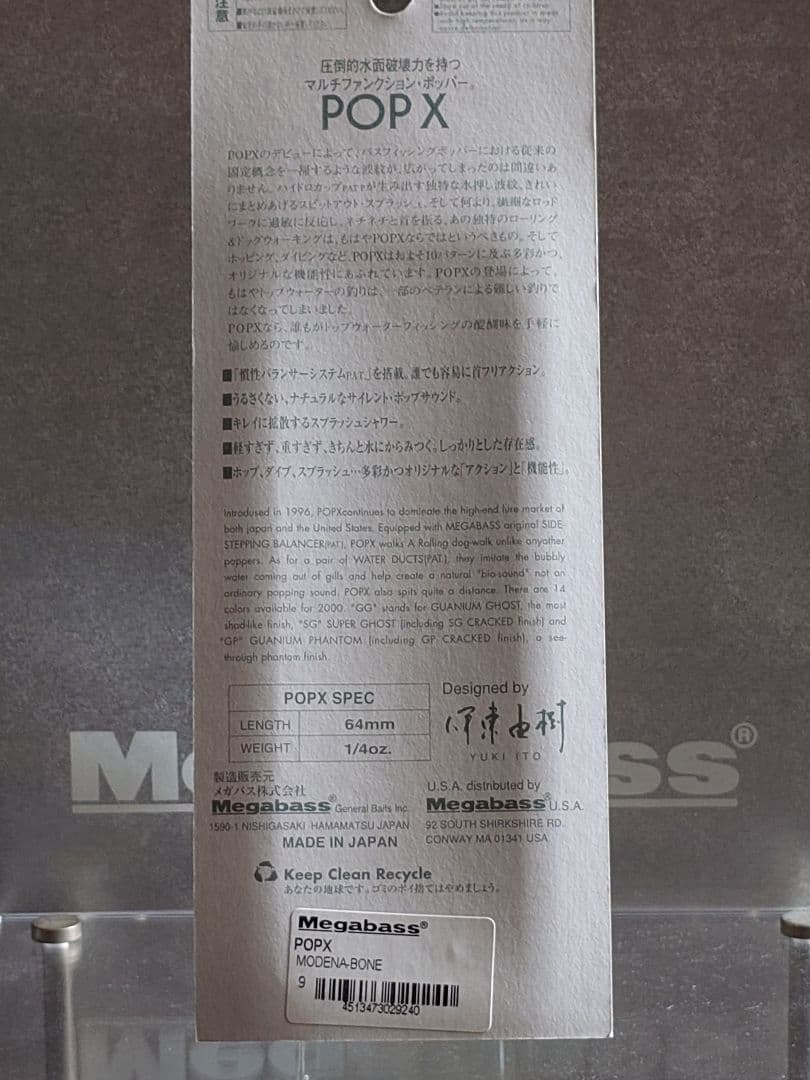 注意
圧倒的水面破壊力を持つ
マルチファンクション・ポッパー。
POP X
POPXのデビューによって、バスフィッシングポッパーにおける従来の
固定概念を一掃するような波紋が、広がってしまったのは間違いあ
りません。ハイドロカップPAT.Pが生み出す独特な水押し波紋、きれい
にまとめあげるスピットアウト・スプラッシュ、そして何より、繊細なロッド
ワークに過敏に反応し、ネチネチと首を振る、あの独特のローリング
&ドッグウォーキングは、もはやPOPXならではというべきもの。そして
ホッピング、ダイビングなど、POPXはおよそ10パターンに及ぶ多彩かつ、
オリジナルな機能性にあふれています。POPXの登場によって、
もはやトップウォーターの釣りは、一部のベテランによる難しい釣りで
はなくなってしまいました。
POPXなら、誰もがトップウォーターフィッシングの醍醐味を手軽に
愉しめるのです。
■「慣性バランサーシステムPAT.」を搭載。誰でも容易に首フリアクション。
■うるさくない、ナチュラルなサイレント・ポップサウンド。
■キレイに拡散するスプラッシュシャワー。
■軽すぎず、重すぎず、きちんと水にからみつく。しっかりとした存在感。
■ホップ、ダイブ、スプラッシュ…多彩かつオリジナルな「アクション」と「機能性」。
Introdused in 1996, POPXcontinues to dominate the high-end lure market of
both japan and the United States. Equipped with MEGABASS original SIDE-
STEPPING BALANCER(PAT.), POPX walks A Rolling dog-walk unlike anyather
poppers. As for a pair of WATER DUCTS(PAT.), they imitate the bubbly
water coming out of gills and help create a natural "bio-sound" not an
ordinary popping sound. POPX also spits quite a distance. There are 14
colors available for 2000. "GG" stands for GUANIUM GHOST, the most
shad-like finish, "SG" SUPER GHOST (including SG CRACKED finish) and
"GP" GUANIUM PHANTOM (including GP CRACKED finish), a see-
through phantom finish.
POPX SPEC
LENGTH 64mm
WEIGHT 1/4oz.
Designed by
伊東由樹
YUKI ITO
製造販売元
メガバス株式会社
Megabass® General Baits Inc.
1590-1 NISHIGASAKI HAMAMATSU JAPAN
MADE IN JAPAN
U.S.A. distributed by
Megabass® U.S.A.
92 SOUTH SHIRKSHIRE RD.
CONWAY MA 01341 USA
Keep Clean Recycle
あなたの地球です。ゴミのポイ捨てはやめましょう。
Megabass®
POPX
MODENA-BONE
9
4513473029240
M ss®